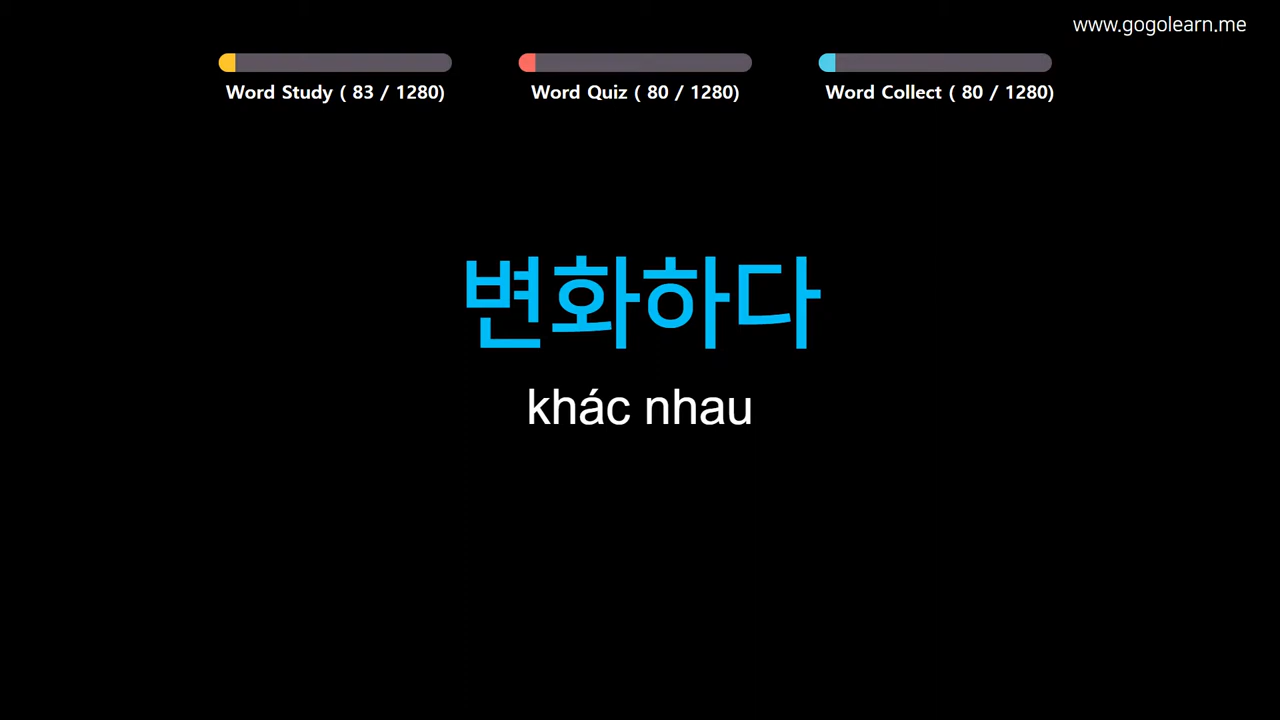 www.gogolearn.me
Word Study ( 83 / 1280)
Word Quiz ( 80 / 1280)
Word Collect ( 80 / 1280)
변화하다
khác nhau